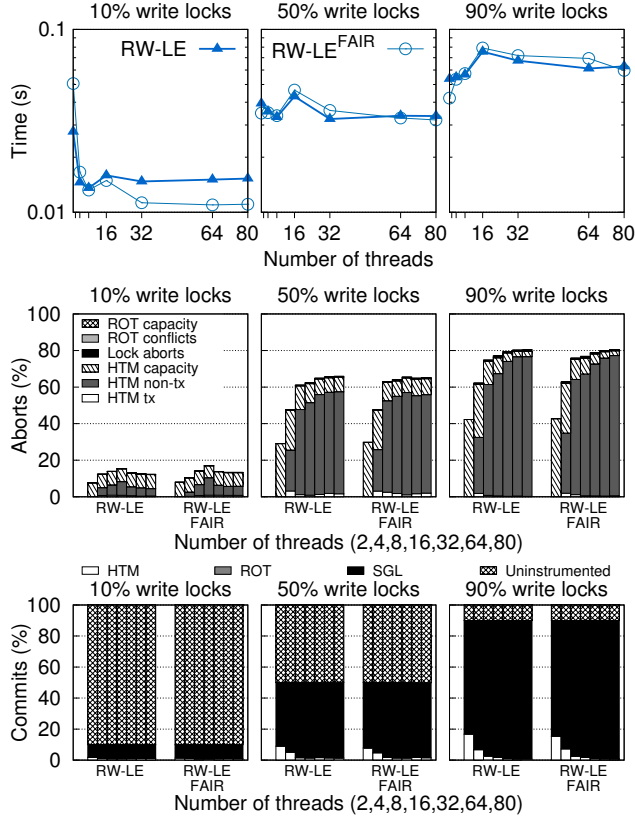 10% write locks 50% write locks 90% write locks
0.1
RW-LE RW-LE^FAIR
Time (s)
0.01
16 32 64 80 16 32 64 80 16 32 64 80
Number of threads
10% write locks 50% write locks 90% write locks
100
80
60
40
20
0
Aborts (%)
ROT capacity
ROT conflicts
Lock aborts
HTM capacity
HTM non-tx
HTM tx
RW-LE RW-LE FAIR RW-LE RW-LE FAIR RW-LE RW-LE FAIR
Number of threads (2,4,8,16,32,64,80)
HTM ROT SGL Uninstrumented
10% write locks 50% write locks 90% write locks
100
80
60
40
20
0
Commits (%)
RW-LE RW-LE FAIR RW-LE RW-LE FAIR RW-LE RW-LE FAIR
Number of threads (2,4,8,16,32,64,80)